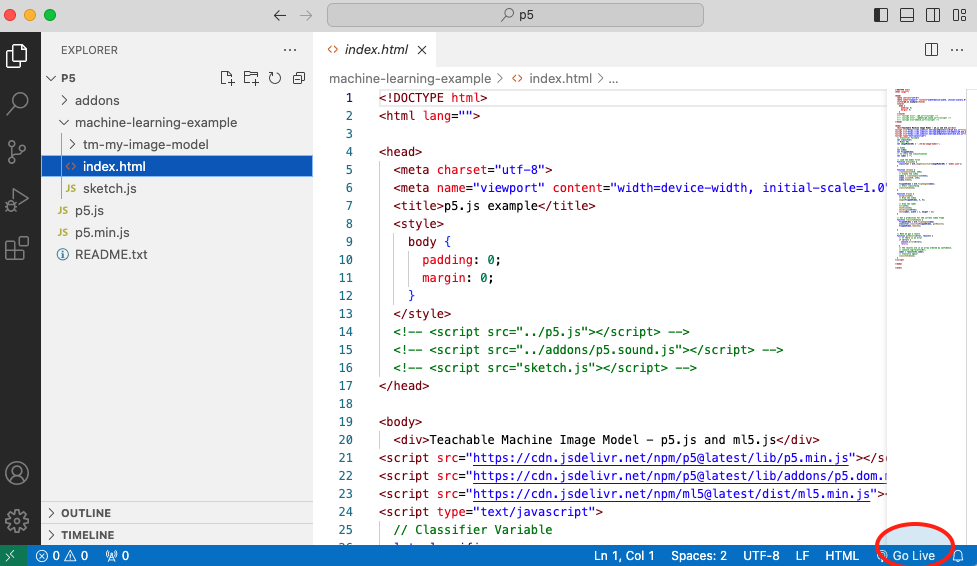 p5
EXPLORER
P5
addons
machine-learning-example
tm-my-image-model
<> index.html
JS sketch.js
JS p5.js
JS p5.min.js
README.txt
OUTLINE
TIMELINE
<> index.html
machine-learning-example > <> index.html > ...
1 <!DOCTYPE html>
2 <html lang="">
3
4 <head>
5 <meta charset="utf-8">
6 <meta name="viewport" content="width=device-width, initial-scale=1.0"
7 <title>p5.js example</title>
8 <style>
9 body {
10 padding: 0;
11 margin: 0;
12 }
13 </style>
14 <!-- <script src="../p5.js"></script> -->
15 <!-- <script src="../addons/p5.sound.js"></script> -->
16 <!-- <script src="sketch.js"></script> -->
17 </head>
18
19 <body>
20 <div>Teachable Machine Image Model - p5.js and ml5.js</div>
21 <script src="https://cdn.jsdelivr.net/npm/p5@latest/lib/p5.min.js"></s
22 <script src="https://cdn.jsdelivr.net/npm/p5@latest/lib/addons/p5.dom.
23 <script src="https://cdn.jsdelivr.net/npm/ml5@latest/dist/ml5.min.js">
24 <script type="text/javascript">
25 // Classifier Variable
0 0 0 Ln 1, Col 1 Spaces: 2 UTF-8 LF HTML Go Live